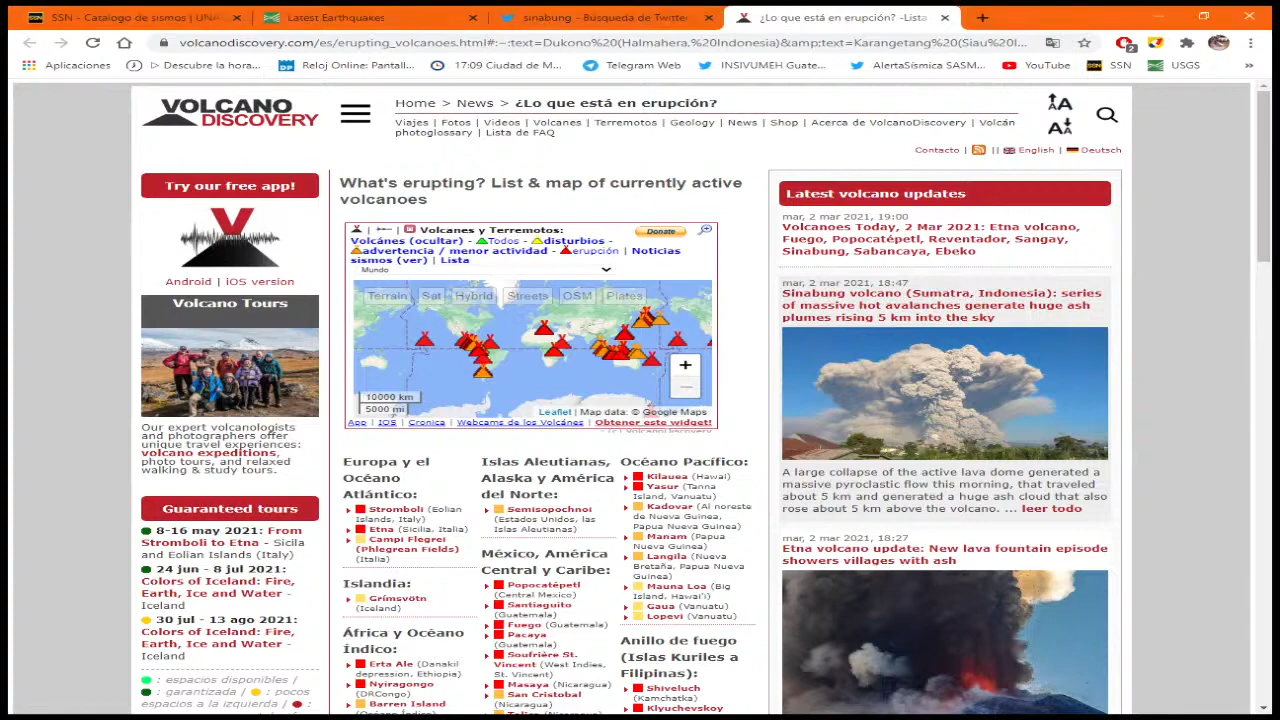 SSN - Catálogo de sismos | UNA
Latest Earthquakes
sinabung - Búsqueda de Twitter
¿Lo que está en erupción? -Lista
volcanodiscovery.com/es/erupting_volcanoes.html#:~:text=Dukono%20(Halmahera,%20Indonesia)&amp;text=Karangetang%20(Siau%20I...
2
Aplicaciones
Descubre la hora...
Reloj Online: Pantall...
17:09 Ciudad de M...
Telegram Web
INSIVUMEH Guate...
AlertaSísmica SASM...
YouTube
SSN
USGS
»
VOLCANO
DISCOVERY
Home > News > ¿Lo que está en erupción?
Viajes | Fotos | Videos | Volcanes | Terremotos | Geology | News | Shop | Acerca de VolcanoDiscovery | Volcán
photoglossary | Lista de FAQ
Contacto | || English | Deutsch
Try our free app!
Android | iOS version
Volcano Tours
Our expert volcanologists
and photographers offer
unique travel experiences:
volcano expeditions,
photo tours, and relaxed
walking & study tours.
Guaranteed tours
8-16 may 2021: From
Stromboli to Etna - Sicila
and Eolian Islands (Italy)
24 jun - 8 jul 2021:
Colors of Iceland: Fire,
Earth, Ice and Water -
Iceland
30 jul - 13 ago 2021:
Colors of Iceland: Fire,
Earth, Ice and Water -
Iceland
: espacios disponibles /
: garantizada / : pocos
espacios a la izquierda / :
What's erupting? List & map of currently active
volcanoes
Volcanes y Terremotos:
Donate
Volcánes (ocultar) - Todos - disturbios -
advertencia / menor actividad - erupción | Noticias
sismos (ver) | Lista
Mundo
Terrain Sat Hybrid Streets OSM Plates
+
−
10000 km
5000 mi
Leaflet | Map data: © Google Maps
App | IOS | Cronica | Webcams de los Volcánes | Obtener este widget!
(c) VolcanoDiscovery
Europa y el
Océano
Atlántico:
Stromboli (Eolian
Islands, Italy)
Etna (Sicilia, Italia)
Campi Flegrei
(Phlegrean Fields)
(Italia)
Islandia:
Grímsvötn
(Iceland)
África y Océano
Índico:
Erta Ale (Danakil
depression, Ethiopia)
Nyiragongo
(DRCongo)
Barren Island
(Océano Índico)
Islas Aleutianas,
Alaska y América
del Norte:
Semisopochnoi
(Estados Unidos, las
Islas Aleutianas)
México, América
Central y Caribe:
Popocatépetl
(Central Mexico)
Santiaguito
(Guatemala)
Fuego (Guatemala)
Pacaya
(Guatemala)
Soufrière St.
Vincent (West Indies,
St. Vincent)
Masaya (Nicaragua)
San Cristobal
(Nicaragua)
Océano Pacífico:
Kilauea (Hawai)
Yasur (Tanna
Island, Vanuatu)
Kadovar (Al noreste
de Nueva Guinea,
Papua Nueva Guinea)
Manam (Papua
Nueva Guinea)
Langila (Nueva
Bretaña, Papua Nueva
Guinea)
Mauna Loa (Big
Island, Hawai'i)
Gaua (Vanuatu)
Lopevi (Vanuatu)
Anillo de fuego
(Islas Kuriles a
Filipinas):
Shiveluch
(Kamchatka)
Klyuchevskoy
Latest volcano updates
mar, 2 mar 2021, 19:00
Volcanoes Today, 2 Mar 2021: Etna volcano,
Fuego, Popocatépetl, Reventador, Sangay,
Sinabung, Sabancaya, Ebeko
mar, 2 mar 2021, 18:47
Sinabung volcano (Sumatra, Indonesia): series
of massive hot avalanches generate huge ash
plumes rising 5 km into the sky
A large collapse of the active lava dome generated a
massive pyroclastic flow this morning, that traveled
about 5 km and generated a huge ash cloud that also
rose about 5 km above the volcano. ... leer todo
mar, 2 mar 2021, 18:27
Etna volcano update: New lava fountain episode
showers villages with ash